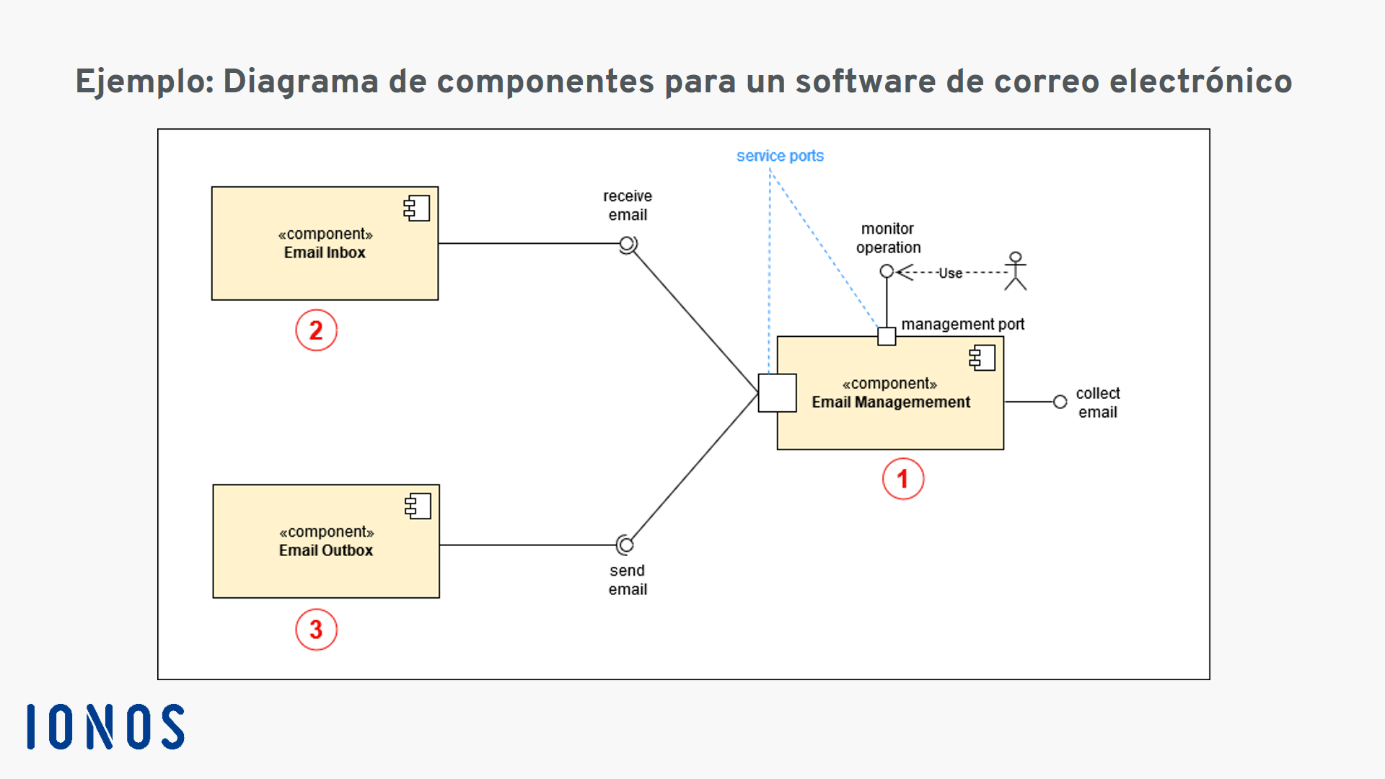 Ejemplo: Diagrama de componentes para un software de correo electrónico
service ports
receive
email
«component»
Email Inbox
2
monitor
operation
Use
management port
«component»
Email Managemement
collect
email
1
«component»
Email Outbox
send
email
3
IONOS